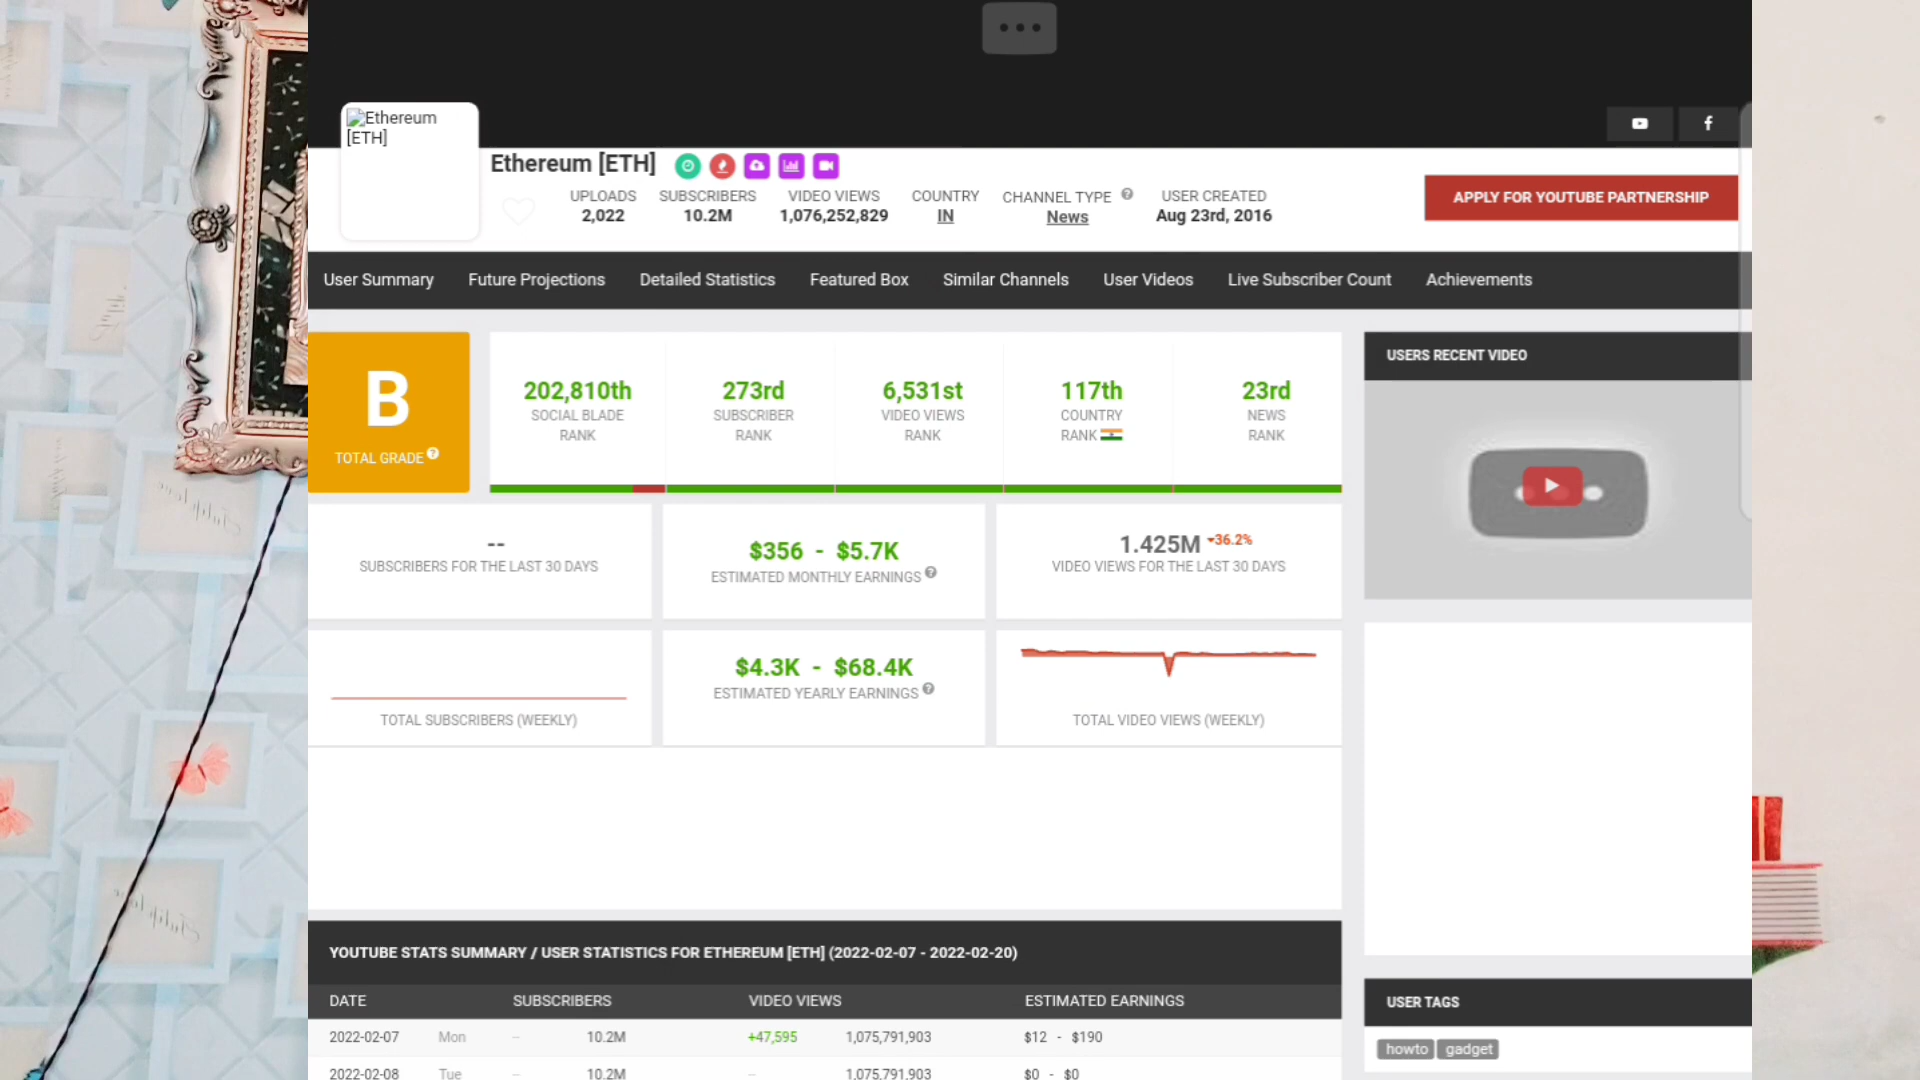 Ethereum
[ETH]
Ethereum [ETH]
UPLOADS SUBSCRIBERS VIDEO VIEWS COUNTRY CHANNEL TYPE USER CREATED
2,022 10.2M 1,076,252,829 IN News Aug 23rd, 2016
APPLY FOR YOUTUBE PARTNERSHIP
User Summary Future Projections Detailed Statistics Featured Box Similar Channels User Videos Live Subscriber Count Achievements
B
TOTAL GRADE
202,810th 273rd 6,531st 117th 23rd
SOCIAL BLADE SUBSCRIBER VIDEO VIEWS COUNTRY NEWS
RANK RANK RANK RANK RANK
USERS RECENT VIDEO
--
SUBSCRIBERS FOR THE LAST 30 DAYS
$356 - $5.7K
ESTIMATED MONTHLY EARNINGS
1.425M 36.2%
VIDEO VIEWS FOR THE LAST 30 DAYS
TOTAL SUBSCRIBERS (WEEKLY)
$4.3K - $68.4K
ESTIMATED YEARLY EARNINGS
TOTAL VIDEO VIEWS (WEEKLY)
YOUTUBE STATS SUMMARY / USER STATISTICS FOR ETHEREUM [ETH] (2022-02-07 - 2022-02-20)
DATE SUBSCRIBERS VIDEO VIEWS ESTIMATED EARNINGS
2022-02-07 Mon -- 10.2M +47,595 1,075,791,903 $12 - $190
2022-02-08 Tue -- 10.2M -- 1,075,791,903 $0 - $0
USER TAGS
howto gadget